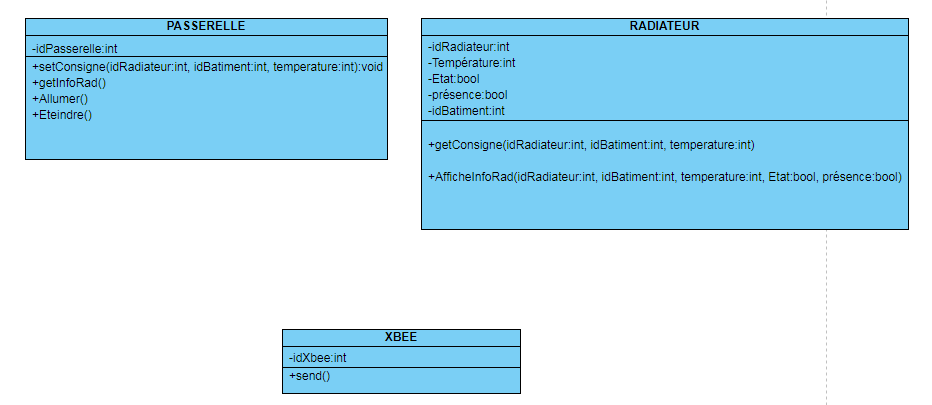 PASSERELLE
-idPasserelle:int
+setConsigne(idRadiateur:int, idBatiment:int, temperature:int):void
+getInfoRad()
+Allumer()
+Eteindre()
RADIATEUR
-idRadiateur:int
-Température:int
-Etat:bool
-présence:bool
-idBatiment:int
+getConsigne(idRadiateur:int, idBatiment:int, temperature:int)
+AfficheInfoRad(idRadiateur:int, idBatiment:int, temperature:int, Etat:bool, présence:bool)
XBEE
-idXbee:int
+send()